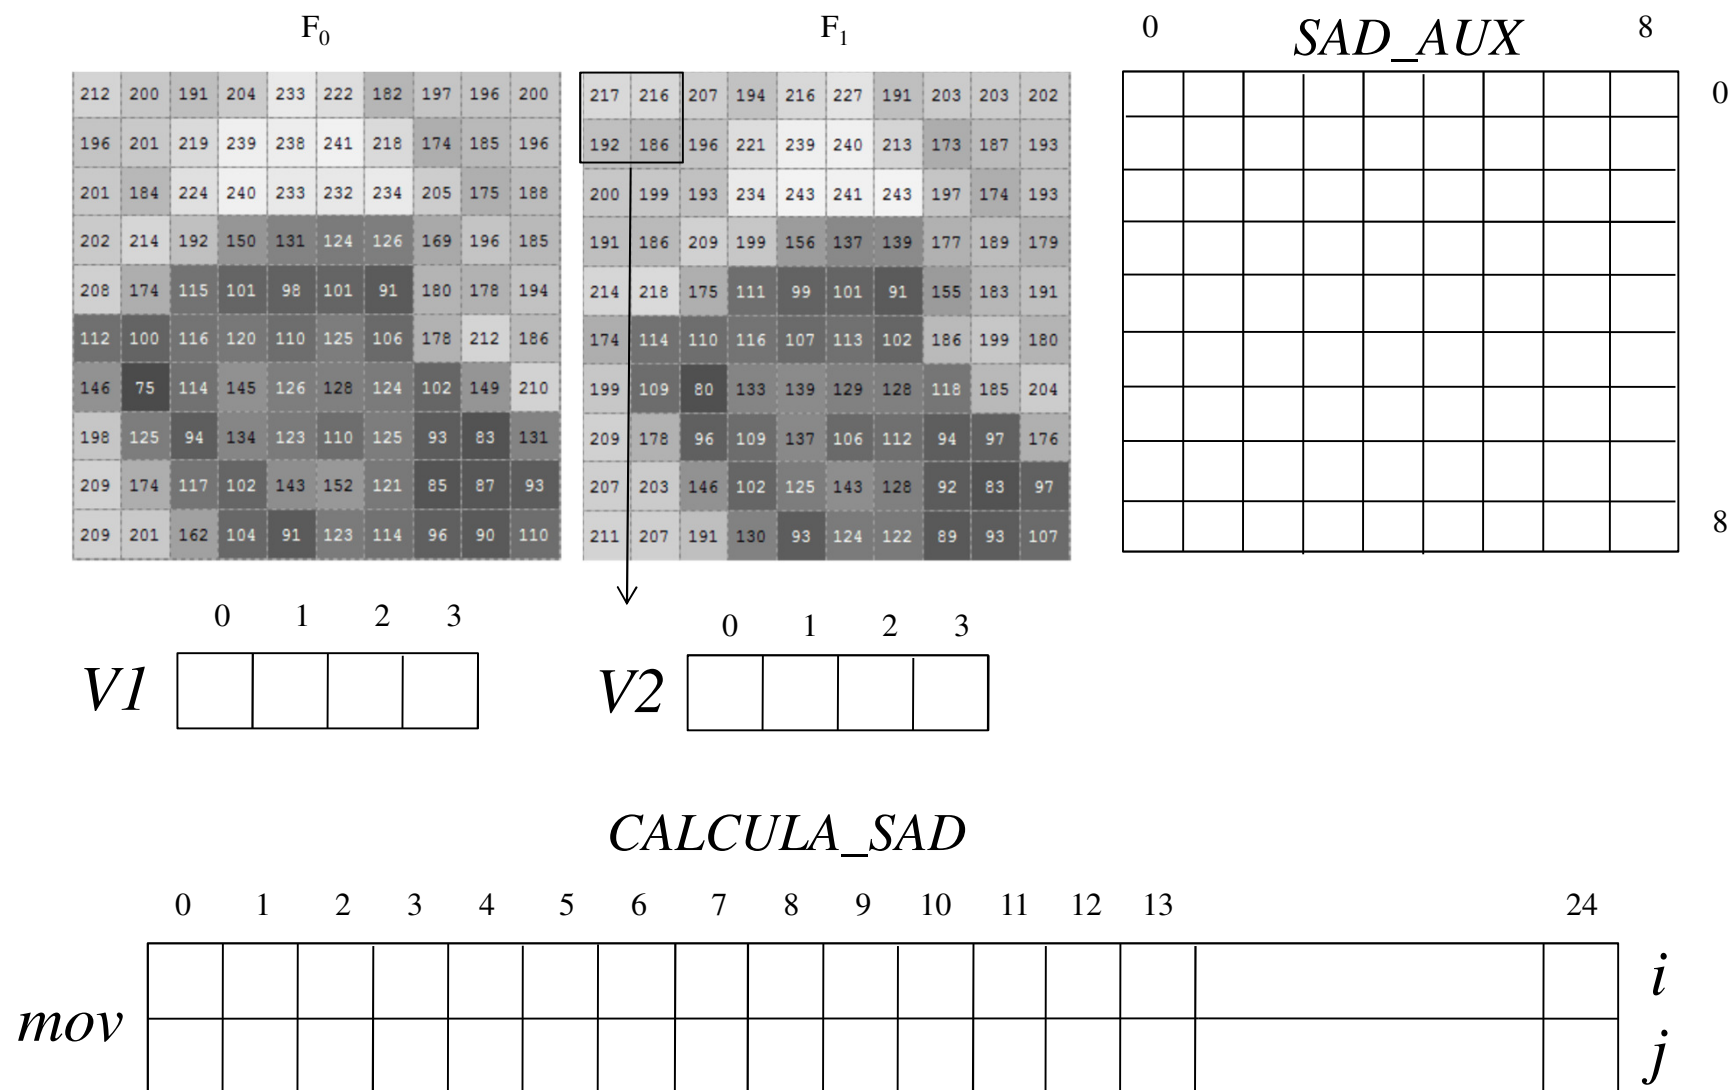 F0
F1
0 SAD_AUX 8
212 200 191 204 233 222 182 197 196 200
196 201 219 239 238 241 218 174 185 196
201 184 224 240 233 232 234 205 175 188
202 214 192 150 131 124 126 169 196 185
208 174 115 101 98 101 91 180 178 194
112 100 116 120 110 125 106 178 212 186
146 75 114 145 126 128 124 102 149 210
198 125 94 134 123 110 125 93 83 131
209 174 117 102 143 152 121 85 87 93
209 201 162 104 91 123 114 96 90 110
217 216 207 194 216 227 191 203 203 202
192 186 196 221 239 240 213 173 187 193
200 199 193 234 243 241 243 197 174 193
191 186 209 199 156 137 139 177 189 179
214 218 175 111 99 101 91 155 183 191
174 114 110 116 107 113 102 186 199 180
199 109 80 133 139 129 128 118 185 204
209 178 96 109 137 106 112 94 97 176
207 203 146 102 125 143 128 92 83 97
211 207 191 130 93 124 122 89 93 107
0
8
0 1 2 3
V1
0 1 2 3
V2
CALCULA_SAD
0 1 2 3 4 5 6 7 8 9 10 11 12 13 24
i
mov
j